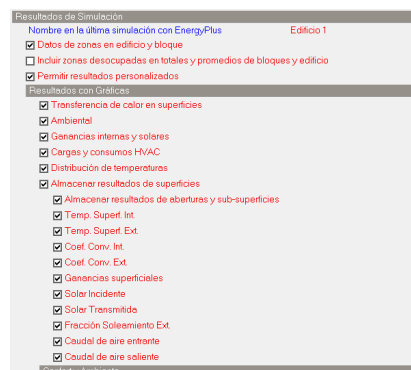 Resultados de Simulación
Nombre en la última simulación con EnergyPlus Edificio 1
Datos de zonas en edificio y bloque
Incluir zonas desocupadas en totales y promedios de bloques y edificio
Permitir resultados personalizados
Resultados con Gráficas
Transferencia de calor en superficies
Ambiental
Ganancias internas y solares
Cargas y consumos HVAC
Distribución de temperaturas
Almacenar resultados de superficies
Almacenar resultados de aberturas y sub-superficies
Temp. Superf. Int.
Temp. Superf. Ext.
Coef. Conv. Int.
Coef. Conv. Ext.
Ganancias superficiales
Solar Incidente
Solar Transmitida
Fracción Soleamiento Ext.
Caudal de aire entrante
Caudal de aire saliente